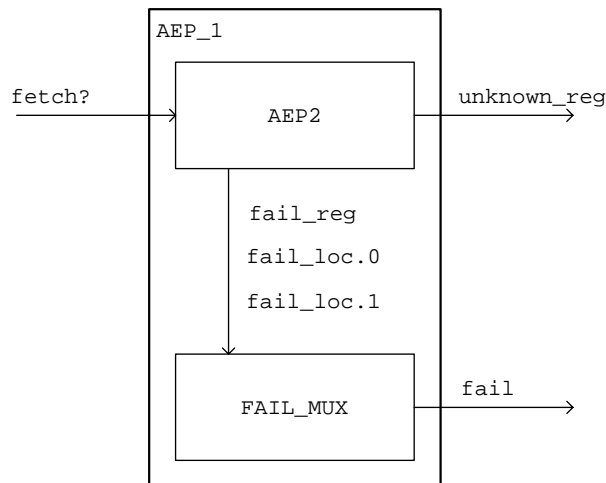 AEP_1
fetch?
unknown_reg
AEP2
fail_reg
fail_loc.0
fail_loc.1
fail
FAIL_MUX